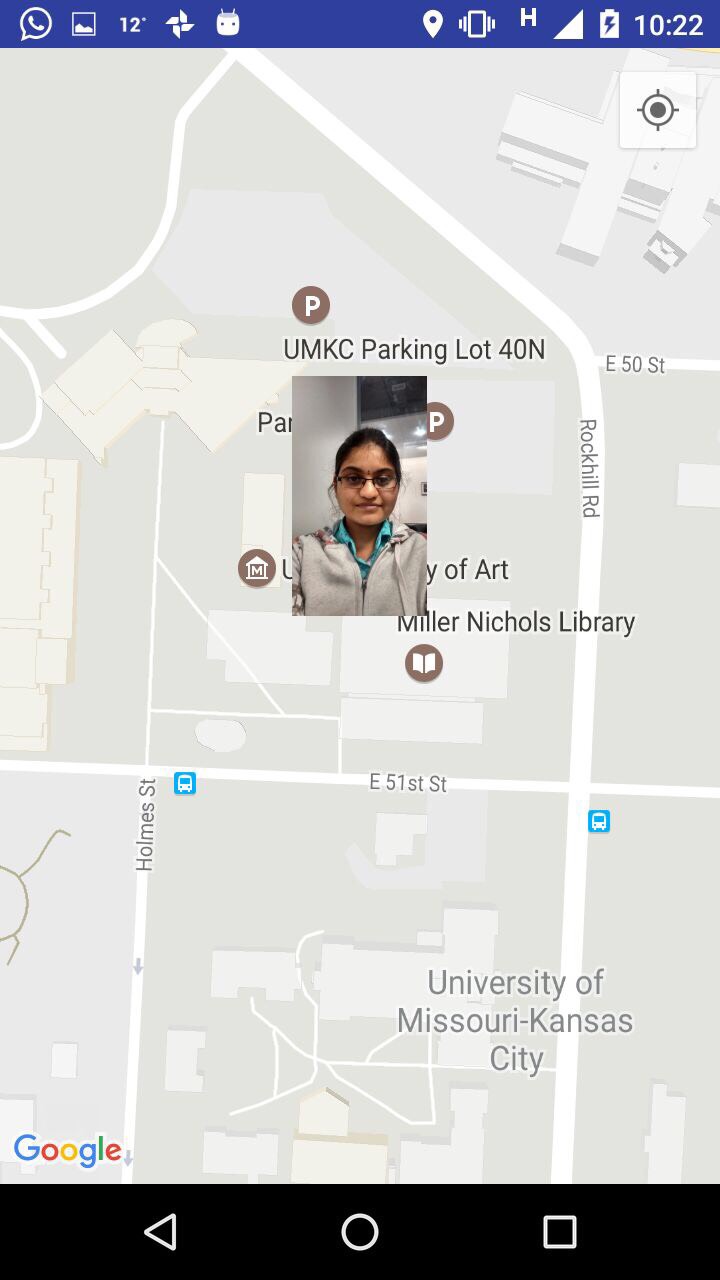 12° H 10:22
P
UMKC Parking Lot 40N
E 50 St
Par
P
Rockhill Rd
M
U
y of Art
Miller Nichols Library
E 51st St
Holmes St
University of
Missouri-Kansas
City
Google